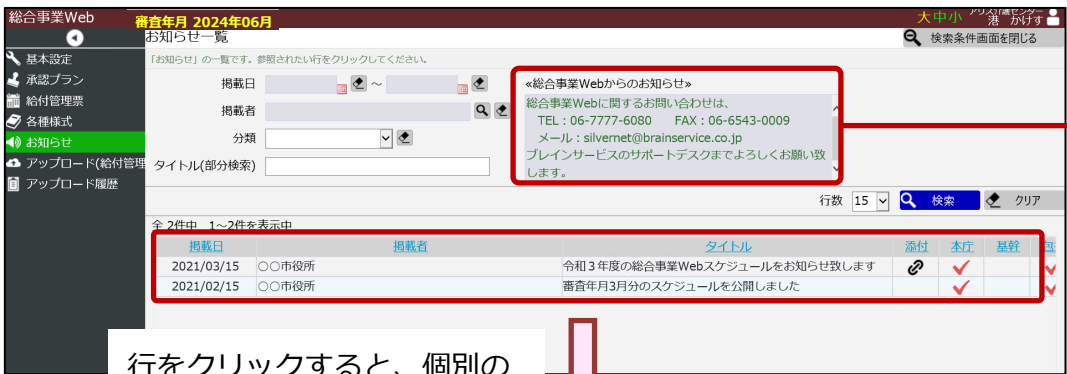 総合事業Web
審査年月 2024年06月
大中小
港 かけす
お知らせ一覧
検索条件画面を閉じる
「お知らせ」の一覧です。参照されたい行をクリックしてください。
基本設定
承認プラン
給付管理票
各種様式
お知らせ
アップロード(給付管理
アップロード履歴
掲載日 ～
掲載者
分類
タイトル(部分検索)
«総合事業Webからのお知らせ»
総合事業Webに関するお問い合わせは、
TEL：06-7777-6080 FAX：06-6543-0009
メール：silvernet@brainservice.co.jp
ブレインサービスのサポートデスクまでよろしくお願い致
します。
行数 15 検索 クリア
全 2件中 1～2件を表示中
掲載日 掲載者 タイトル 添付 本庁 基幹
2021/03/15 ○○市役所 令和３年度の総合事業Webスケジュールをお知らせ致します
2021/02/15 ○○市役所 審査年月3月分のスケジュールを公開しました
行をクリックすると、個別の